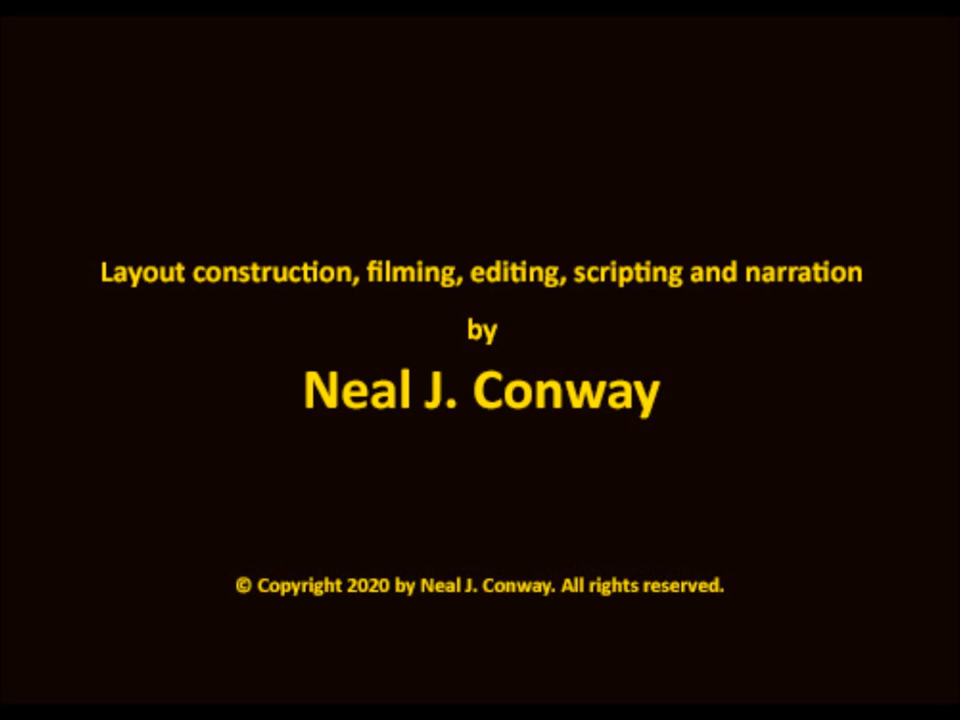 Layout construction, filming, editing, scripting and narration
by
Neal J. Conway
© Copyright 2020 by Neal J. Conway. All rights reserved.